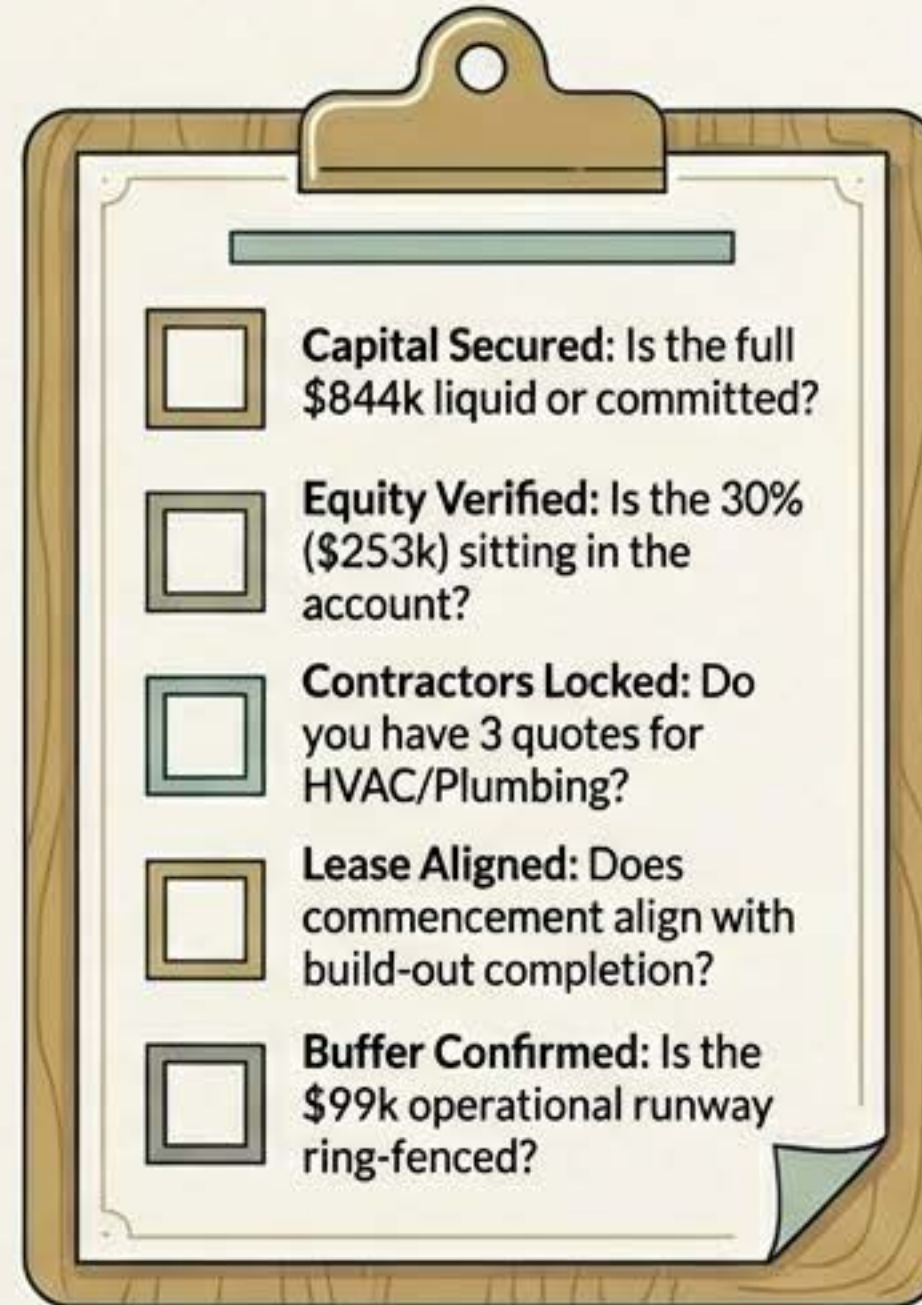 Capital Secured: Is the full
$844k liquid or committed?
Equity Verified: Is the 30%
($253k) sitting in the
account?
Contractors Locked: Do
you have 3 quotes for
HVAC/Plumbing?
Lease Aligned: Does
commencement align with
build-out completion?
Buffer Confirmed: Is the
$99k operational runway
ring-fenced?